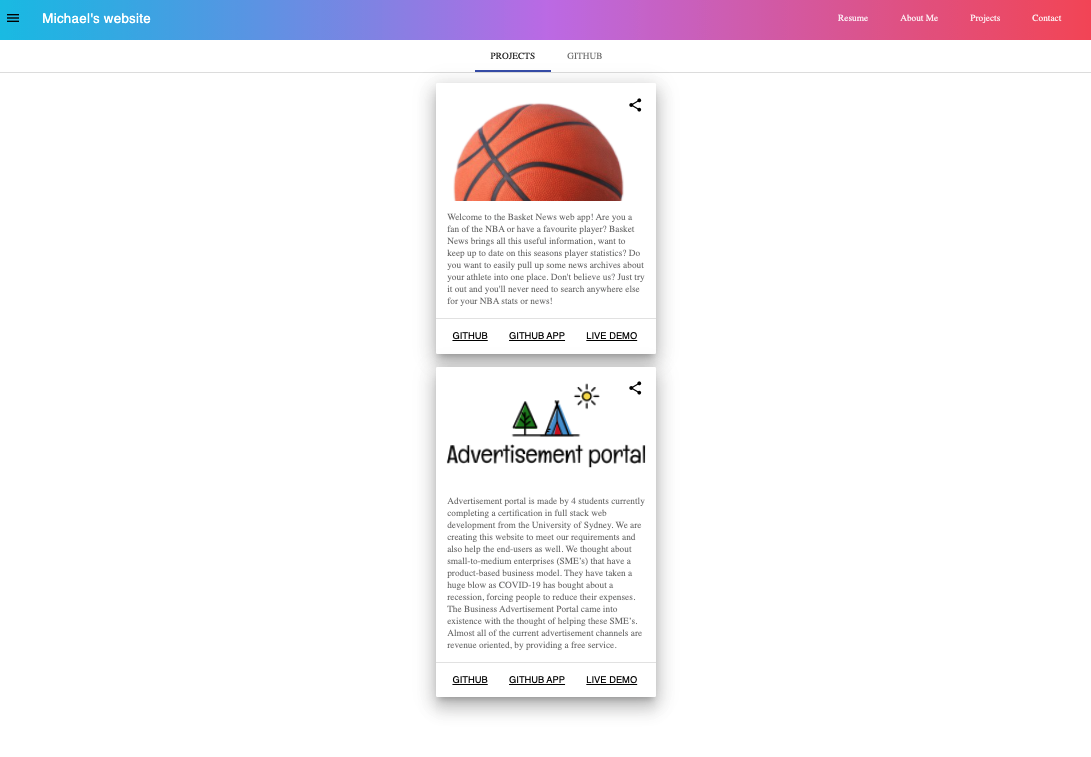 Michael's website
Resume
About Me
Projects
Contact
PROJECTS
GITHUB
Welcome to the Basket News web app! Are you a
fan of the NBA or have a favourite player? Basket
News brings all this useful information, want to
keep up to date on this seasons player statistics? Do
you want to easily pull up some news archives about
your athlete into one place. Don't believe us? Just try
it out and you'll never need to search anywhere else
for your NBA stats or news!
GITHUB
GITHUB APP
LIVE DEMO
Advertisement portal
Advertisement portal is made by 4 students currently
completing a certification in full stack web
development from the University of Sydney. We are
creating this website to meet our requirements and
also help the end-users as well. We thought about
small-to-medium enterprises (SME's) that have a
product-based business model. They have taken a
huge blow as COVID-19 has bought about a
recession, forcing people to reduce their expenses.
The Business Advertisement Portal came into
existence with the thought of helping these SME's.
Almost all of the current advertisement channels are
revenue oriented, by providing a free service.
GITHUB
GITHUB APP
LIVE DEMO